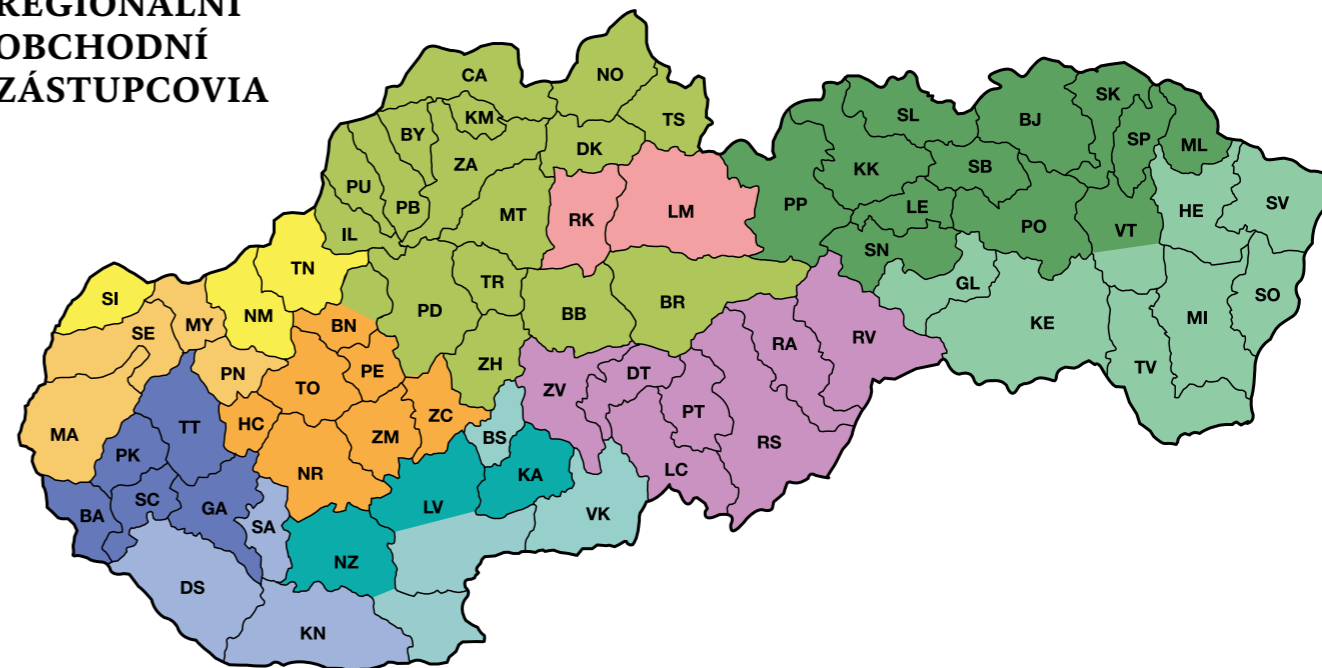 REGIONÁLNI
OBCHODNÍ
ZÁSTUPCOVIA
CA
NO
KM
BY
TS
DK
ZA
PU
PB
MT
RK
LM
IL
SL
BJ
SK
SP
ML
KK
SB
PP
LE
PO
VT
HE
SV
SN
GL
KE
MI
SO
TV
TN
SI
NM
MY
SE
PN
MA
BN
PD
TR
BB
BR
ZH
PE
TO
HC
ZM
ZC
NR
TT
PK
SC
GA
BA
SA
DS
KN
NZ
LV
BS
KA
VK
ZV
DT
PT
LC
RS
RA
RV